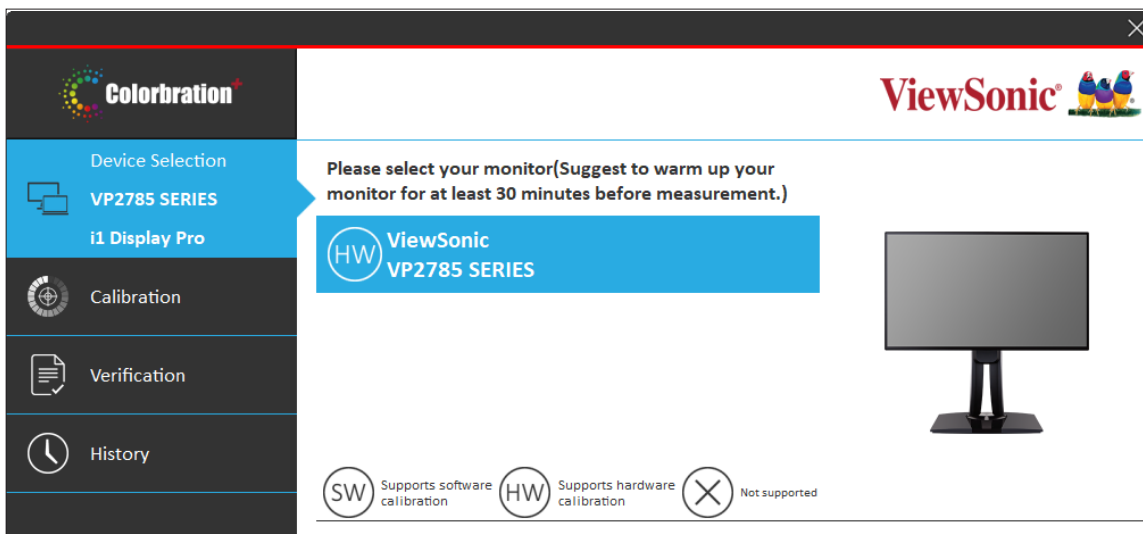 Colorbration+
ViewSonic®
Device Selection
VP2785 SERIES
i1 Display Pro
Calibration
Verification
History
Please select your monitor(Suggest to warm up your
monitor for at least 30 minutes before measurement.)
HW
ViewSonic
VP2785 SERIES
SW
Supports software
calibration
HW
Supports hardware
calibration
Not supported